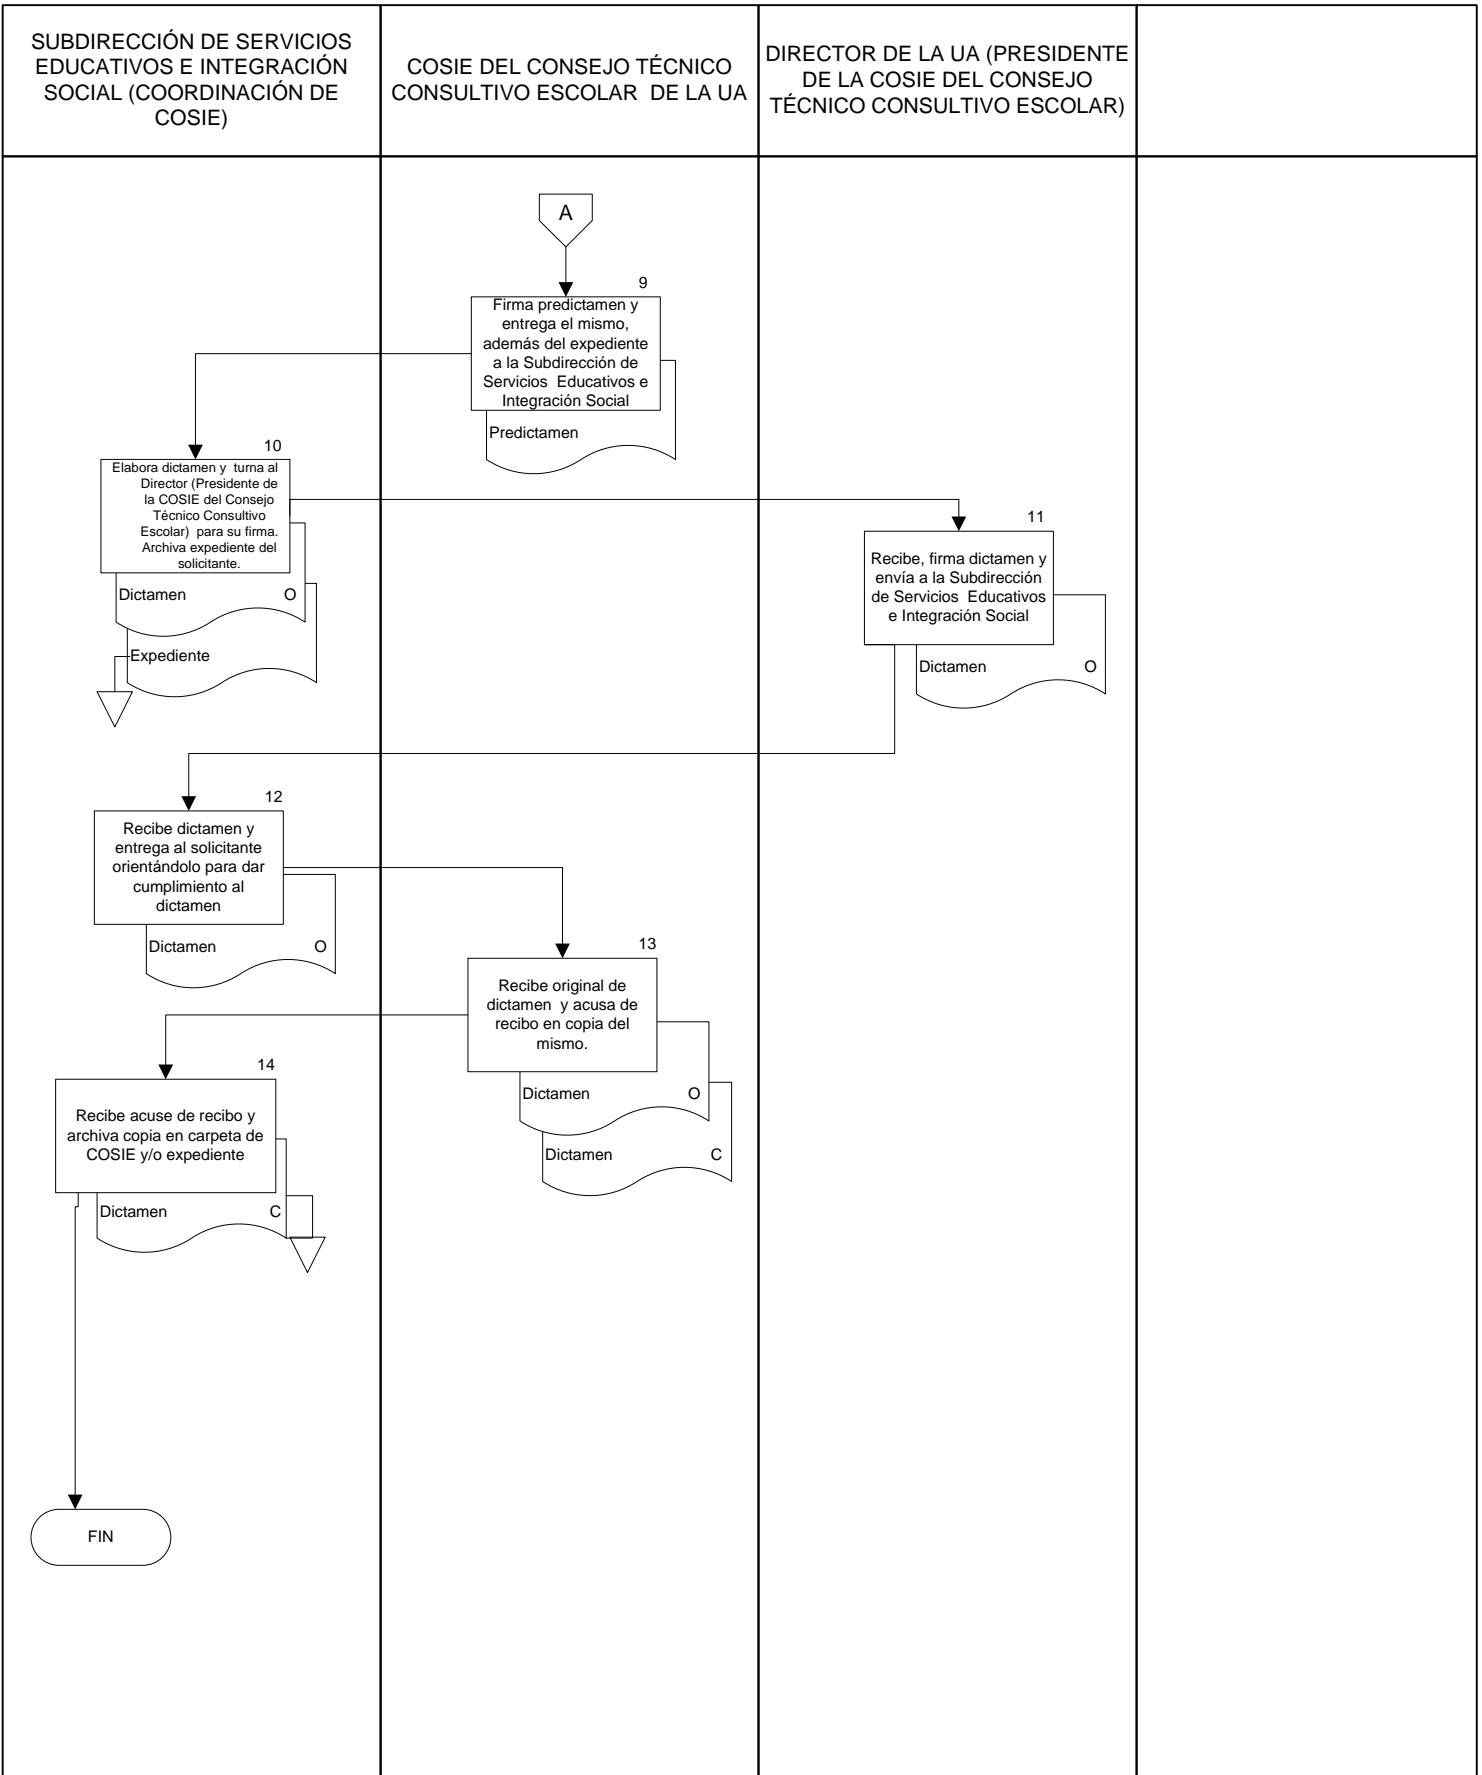 SUBDIRECCIÓN DE SERVICIOS
EDUCATIVOS E INTEGRACIÓN
SOCIAL (COORDINACIÓN DE
COSIE)
COSIE DEL CONSEJO TÉCNICO
CONSULTIVO ESCOLAR DE LA UA
DIRECTOR DE LA UA (PRESIDENTE
DE LA COSIE DEL CONSEJO
TÉCNICO CONSULTIVO ESCOLAR)
A
9
Firma predictamen y
entrega el mismo,
además del expediente
a la Subdirección de
Servicios Educativos e
Integración Social
Predictamen
10
Elabora dictamen y turna al
Director (Presidente de
la COSIE del Consejo
Técnico Consultivo
Escolar) para su firma.
Archiva expediente del
solicitante.
Dictamen O
Expediente
11
Recibe, firma dictamen y
envía a la Subdirección
de Servicios Educativos
e Integración Social
Dictamen O
12
Recibe dictamen y
entrega al solicitante
orientándolo para dar
cumplimiento al
dictamen
Dictamen O
13
Recibe original de
dictamen y acusa de
recibo en copia del
mismo.
Dictamen O
Dictamen C
14
Recibe acuse de recibo y
archiva copia en carpeta de
COSIE y/o expediente
Dictamen C
FIN